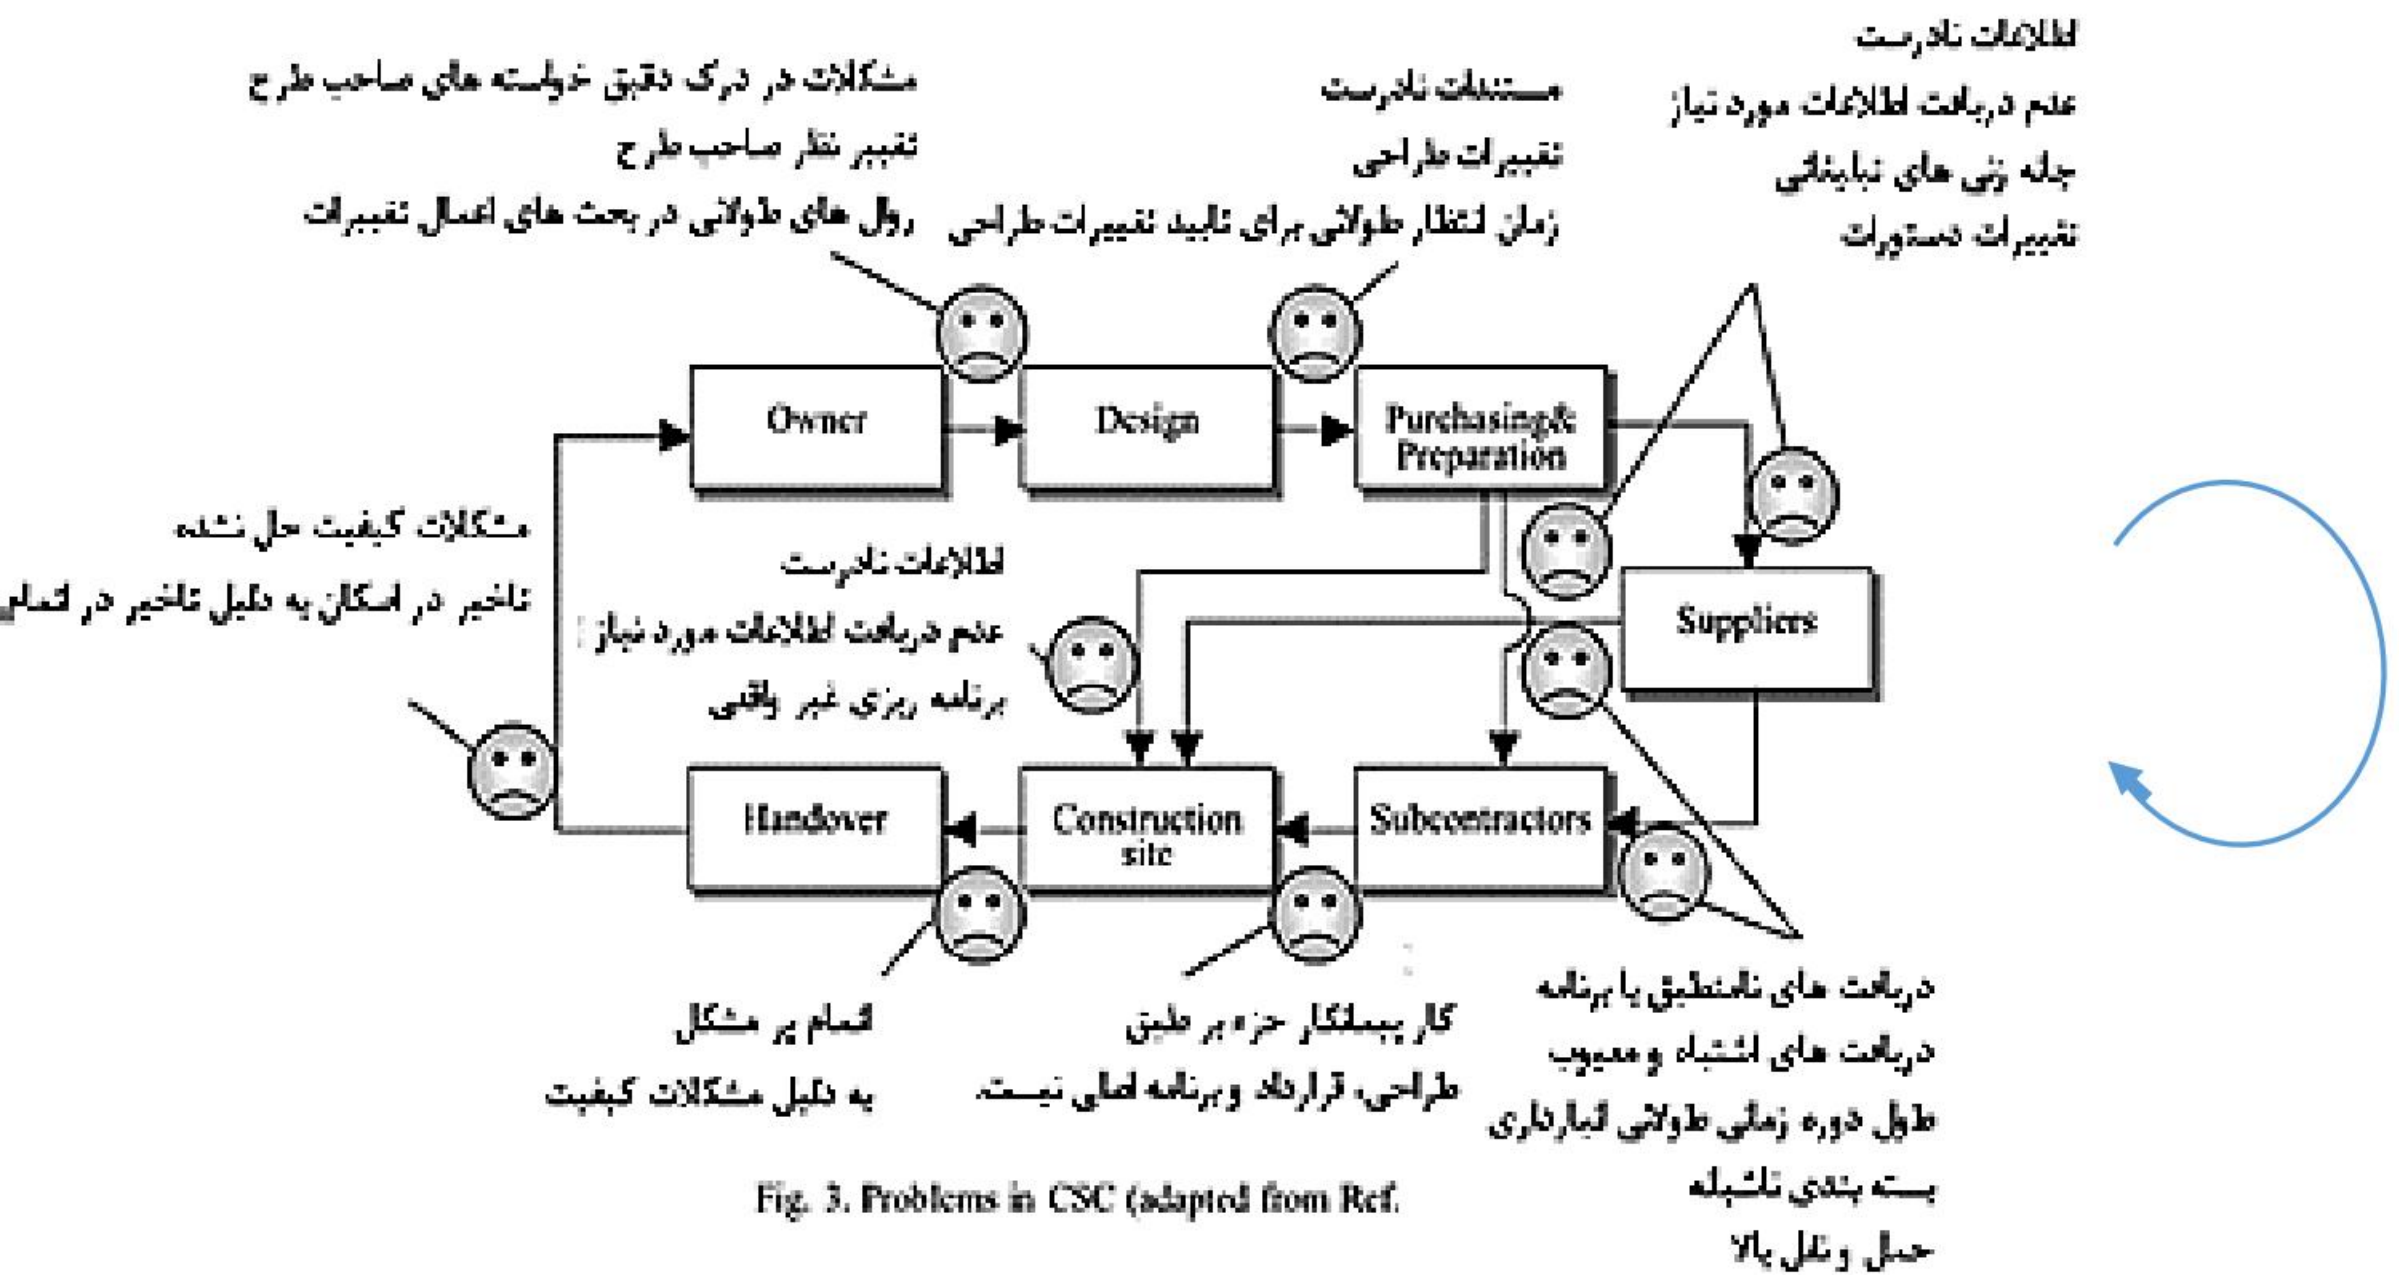 اطلاعات نادرست
عدم دریافت اطلاعات مورد نیاز
چانه زنی های تبلیغاتی
تغییرات دستورات
مستندات نادرست
تغییرات طراحی
زمان انتظار طولانی برای تایید تغییرات طراحی
مشکلات در درک دقیق خواسته های صاحب طرح
تغییر نظر صاحب طرح
روال های طولانی در بحث های اعمال تغییرات
Owner
Design
Purchasing&
Preparation
Suppliers
مشکلات کیفیت حل نشده
تاخیر در اسکان به دلیل تاخیر در اتمام
اطلاعات نادرست
عدم دریافت اطلاعات مورد نیاز :
برنامه ریزی غیر واقعی
Handover
Construction
site
Subcontractors
اتمام پر مشکل
به دلیل مشکلات کیفیت
کار پیمانکار جزء بر طبق
طراحی، قرارداد و برنامه اصلی نیست.
دریافت های نامنطبق با برنامه
دریافت های اشتباه و معیوب
طول دوره زمانی طولانی انبارداری
بسته بندی ناشیانه
حمل و نقل بالا
Fig. 3. Problems in CSC (adapted from Ref.